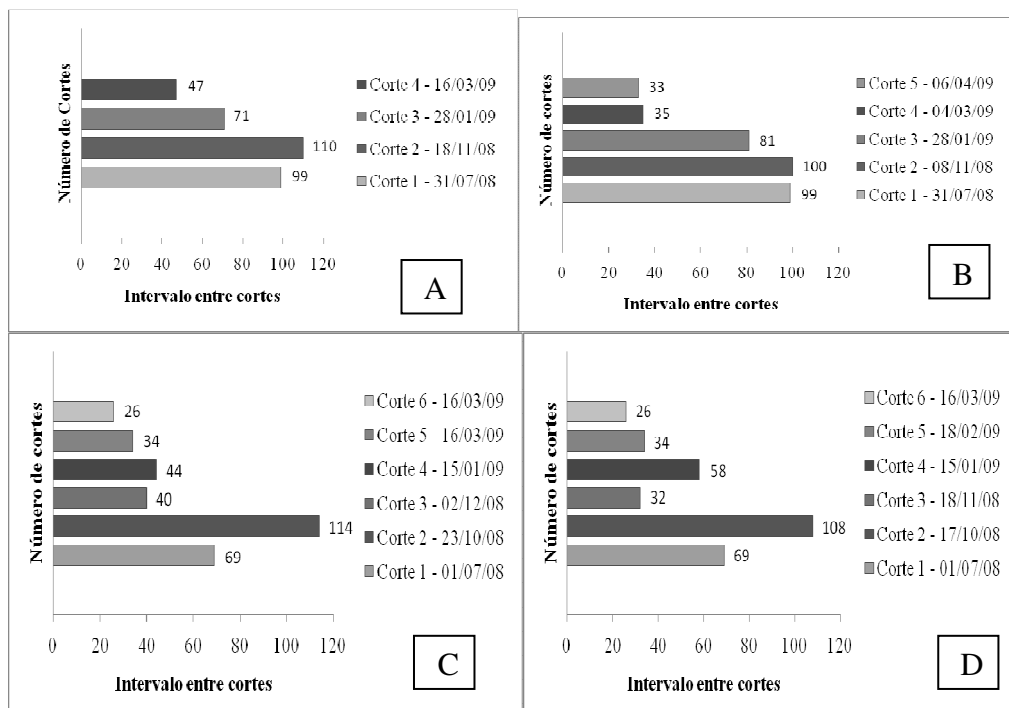 Número de Cortes
47
71
110
99
Corte 4 - 16/03/09
Corte 3 - 28/01/09
Corte 2 - 18/11/08
Corte 1 - 31/07/08
0 20 40 60 80 100 120
Intervalo entre cortes
A
Número de cortes
33
35
81
100
99
Corte 5 - 06/04/09
Corte 4 - 04/03/09
Corte 3 - 28/01/09
Corte 2 - 08/11/08
Corte 1 - 31/07/08
0 20 40 60 80 100 120
Intervalo entre cortes
B
Número de cortes
26
34
44
40
114
69
Corte 6 - 16/03/09
Corte 5 16/03/09
Corte 4 - 15/01/09
Corte 3 - 02/12/08
Corte 2 - 23/10/08
Corte 1 - 01/07/08
0 20 40 60 80 100 120
Intervalo entre cortes
C
Número de cortes
26
34
58
32
108
69
Corte 6 - 16/03/09
Corte 5 - 18/02/09
Corte 4 - 15/01/09
Corte 3 - 18/11/08
Corte 2 - 17/10/08
Corte 1 - 01/07/08
0 20 40 60 80 100 120
Intervalo entre cortes
D